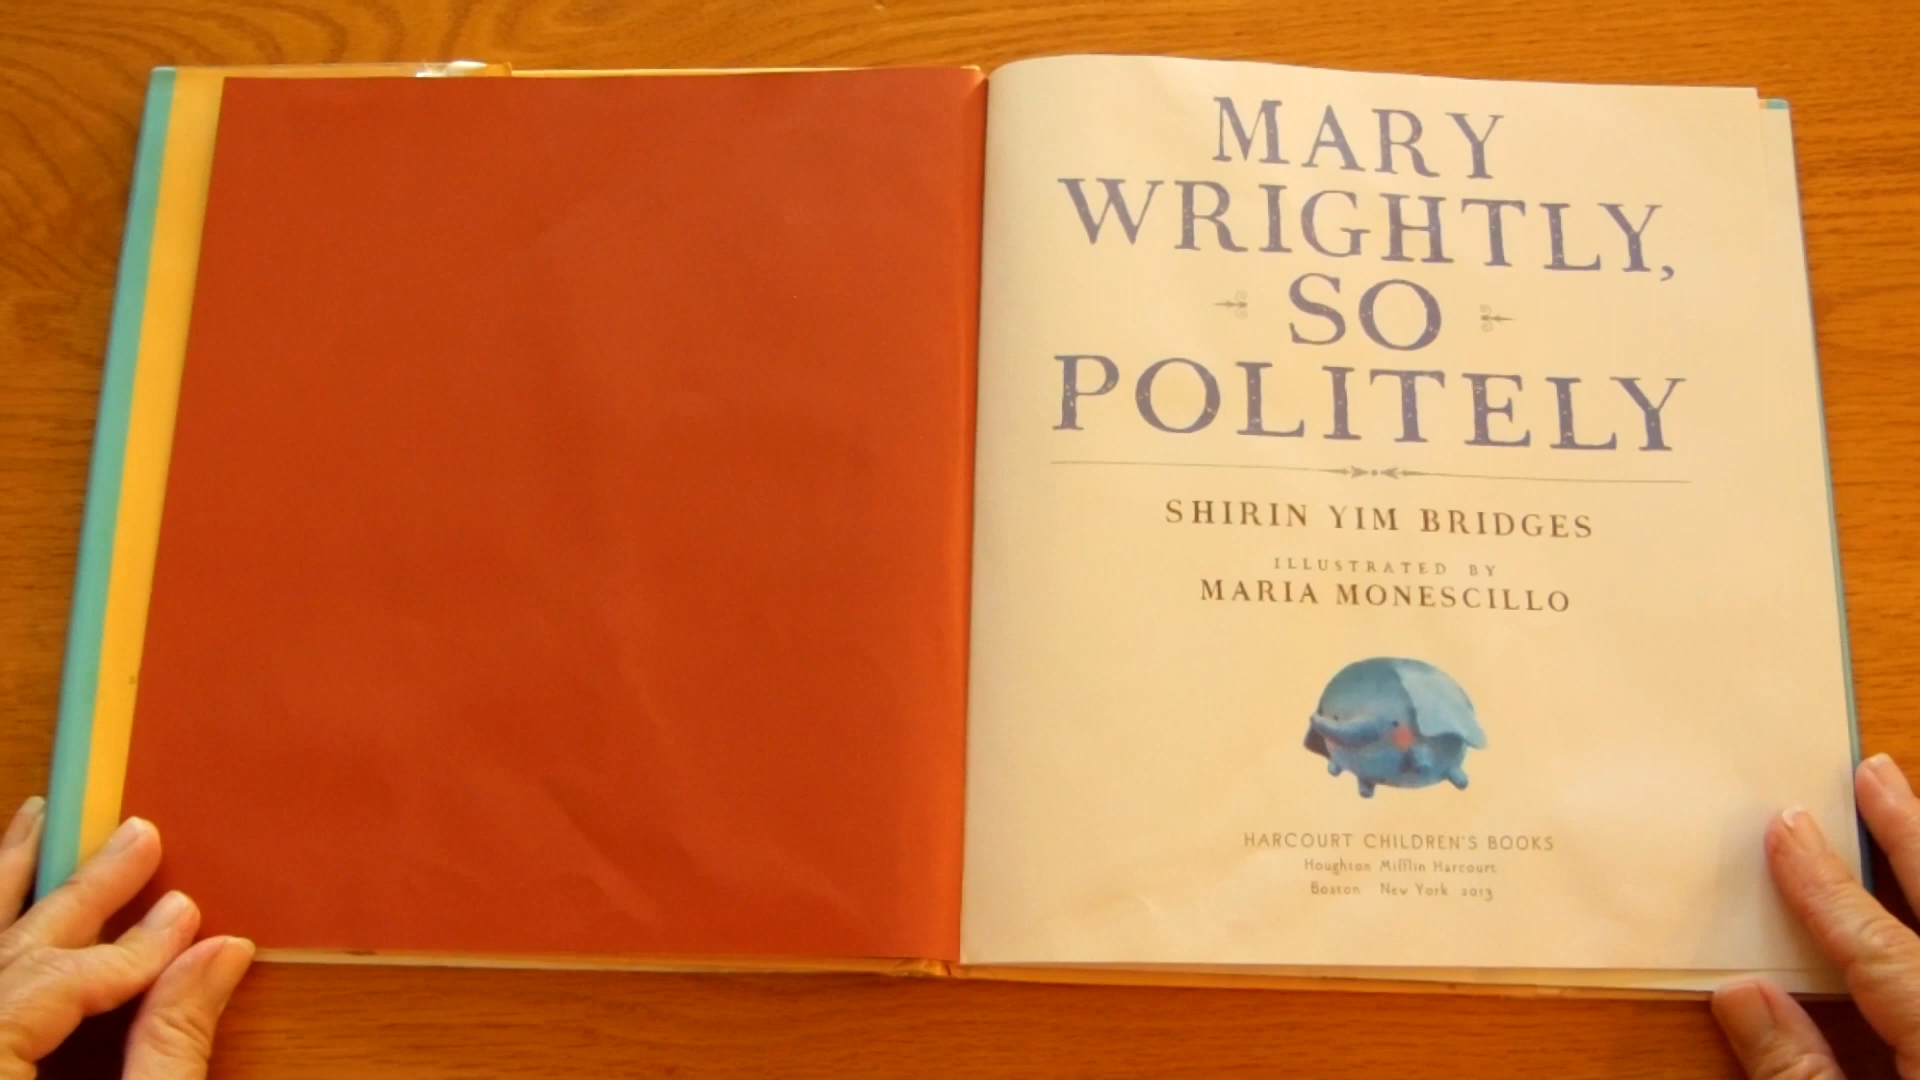 MARY
WRIGHTLY,
SO
POLITELY
SHIRIN YIM BRIDGES
ILLUSTRATED BY
MARIA MONESCILLO
HARCOURT CHILDREN'S BOOKS
Houghton Mifflin Harcourt
Boston New York 2013